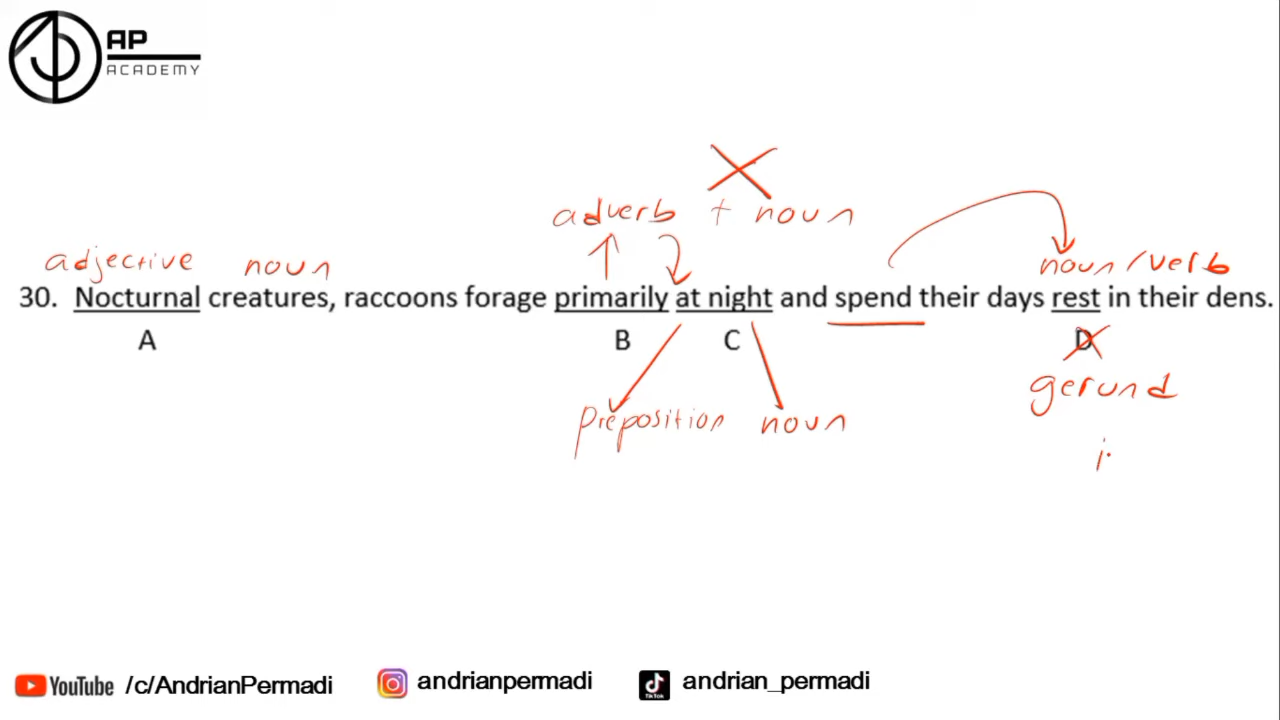 AP
ACADEMY
adverb + noun
adjective noun
noun/verb
30. Nocturnal creatures, raccoons forage primarily at night and spend their days rest in their dens.
A B C D
gerund
preposition noun
i
YouTube /c/AndrianPermadi andrianpermadi TikTok andrian_permadi